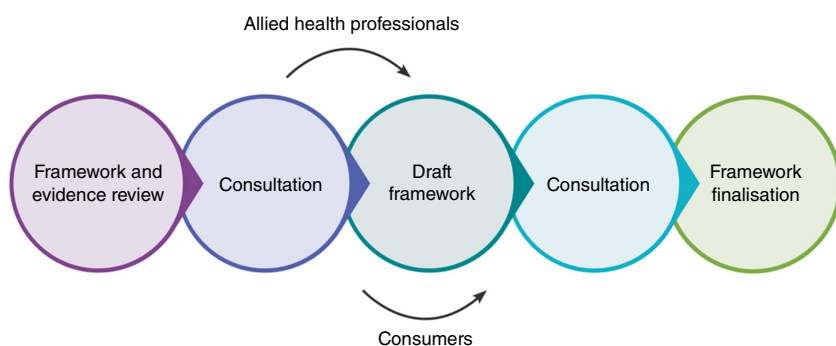 Allied health professionals
Framework and
evidence review
Consultation
Draft
framework
Consultation
Framework
finalisation
Consumers